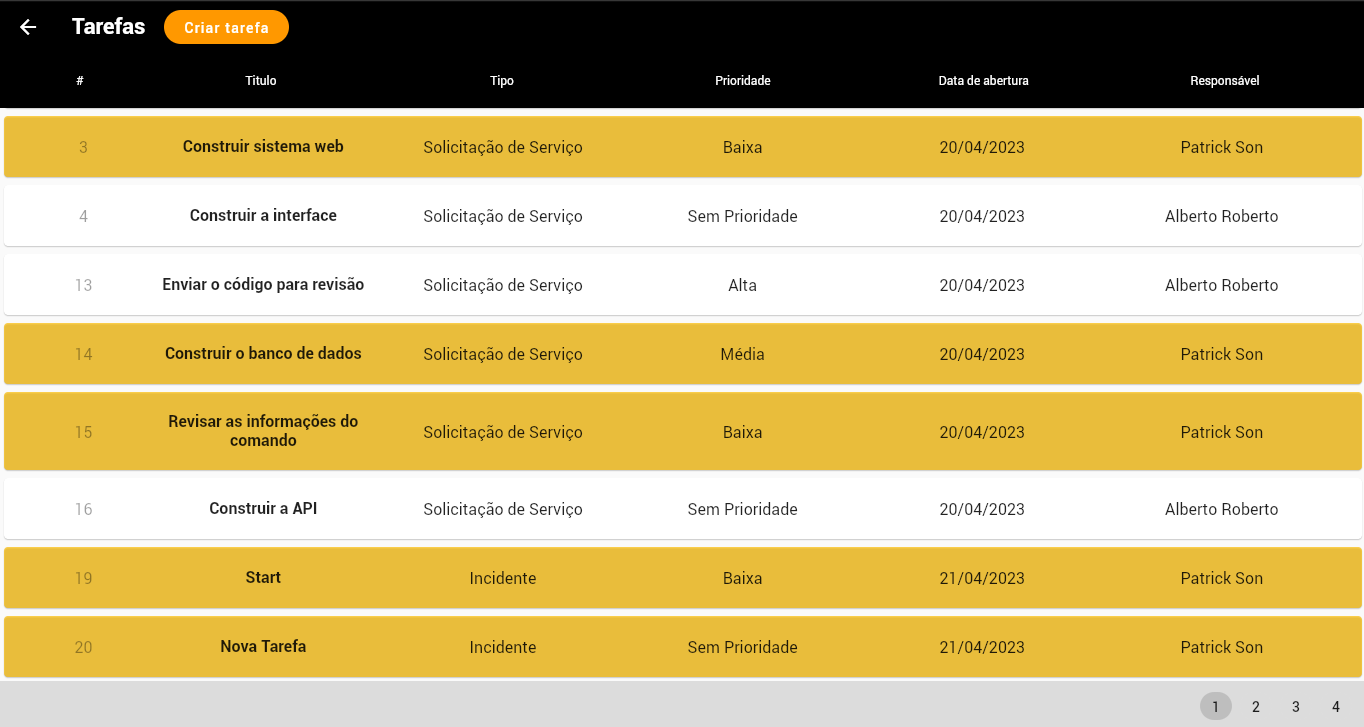 Tarefas Criar tarefa
# Titulo Tipo Prioridade Data de abertura Responsável
3 Construir sistema web Solicitação de Serviço Baixa 20/04/2023 Patrick Son
4 Construir a interface Solicitação de Serviço Sem Prioridade 20/04/2023 Alberto Roberto
13 Enviar o código para revisão Solicitação de Serviço Alta 20/04/2023 Alberto Roberto
14 Construir o banco de dados Solicitação de Serviço Média 20/04/2023 Patrick Son
15 Revisar as informações do
comando Solicitação de Serviço Baixa 20/04/2023 Patrick Son
16 Construir a API Solicitação de Serviço Sem Prioridade 20/04/2023 Alberto Roberto
19 Start Incidente Baixa 21/04/2023 Patrick Son
20 Nova Tarefa Incidente Sem Prioridade 21/04/2023 Patrick Son
1 2 3 4